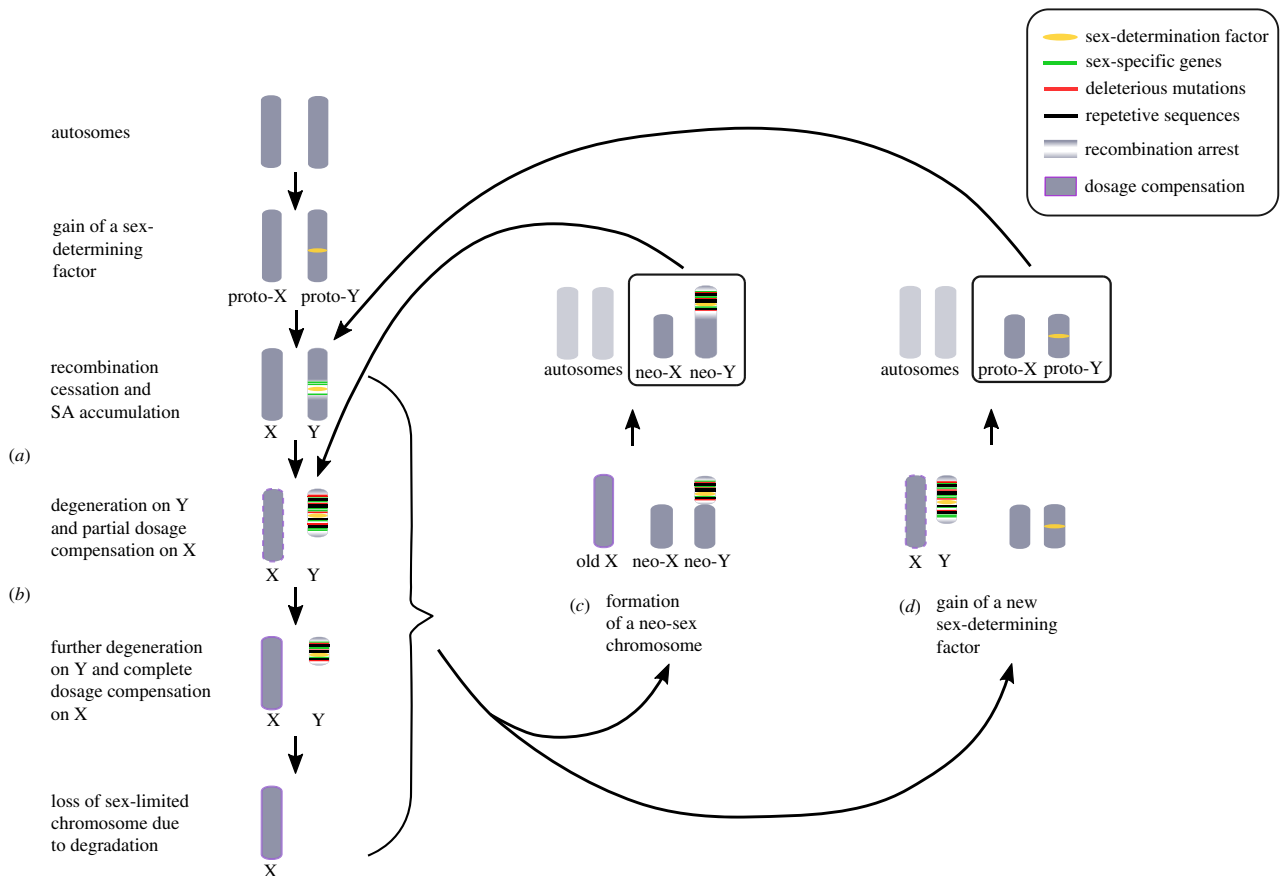 sex-determination factor
sex-specific genes
deleterious mutations
repetetive sequences
recombination arrest
dosage compensation
autosomes
gain of a sex-
determining
factor
proto-X proto-Y
recombination
cessation and
SA accumulation
X Y
(a)
degeneration on Y
and partial dosage
compensation on X
X Y
(b)
further degeneration
on Y and complete
dosage compensation
on X
X Y
loss of sex-limited
chromosome due
to degradation
X
autosomes
neo-X neo-Y
old X neo-X neo-Y
(c) formation
of a neo-sex
chromosome
autosomes
proto-X proto-Y
X Y
(d) gain of a new
sex-determining
factor